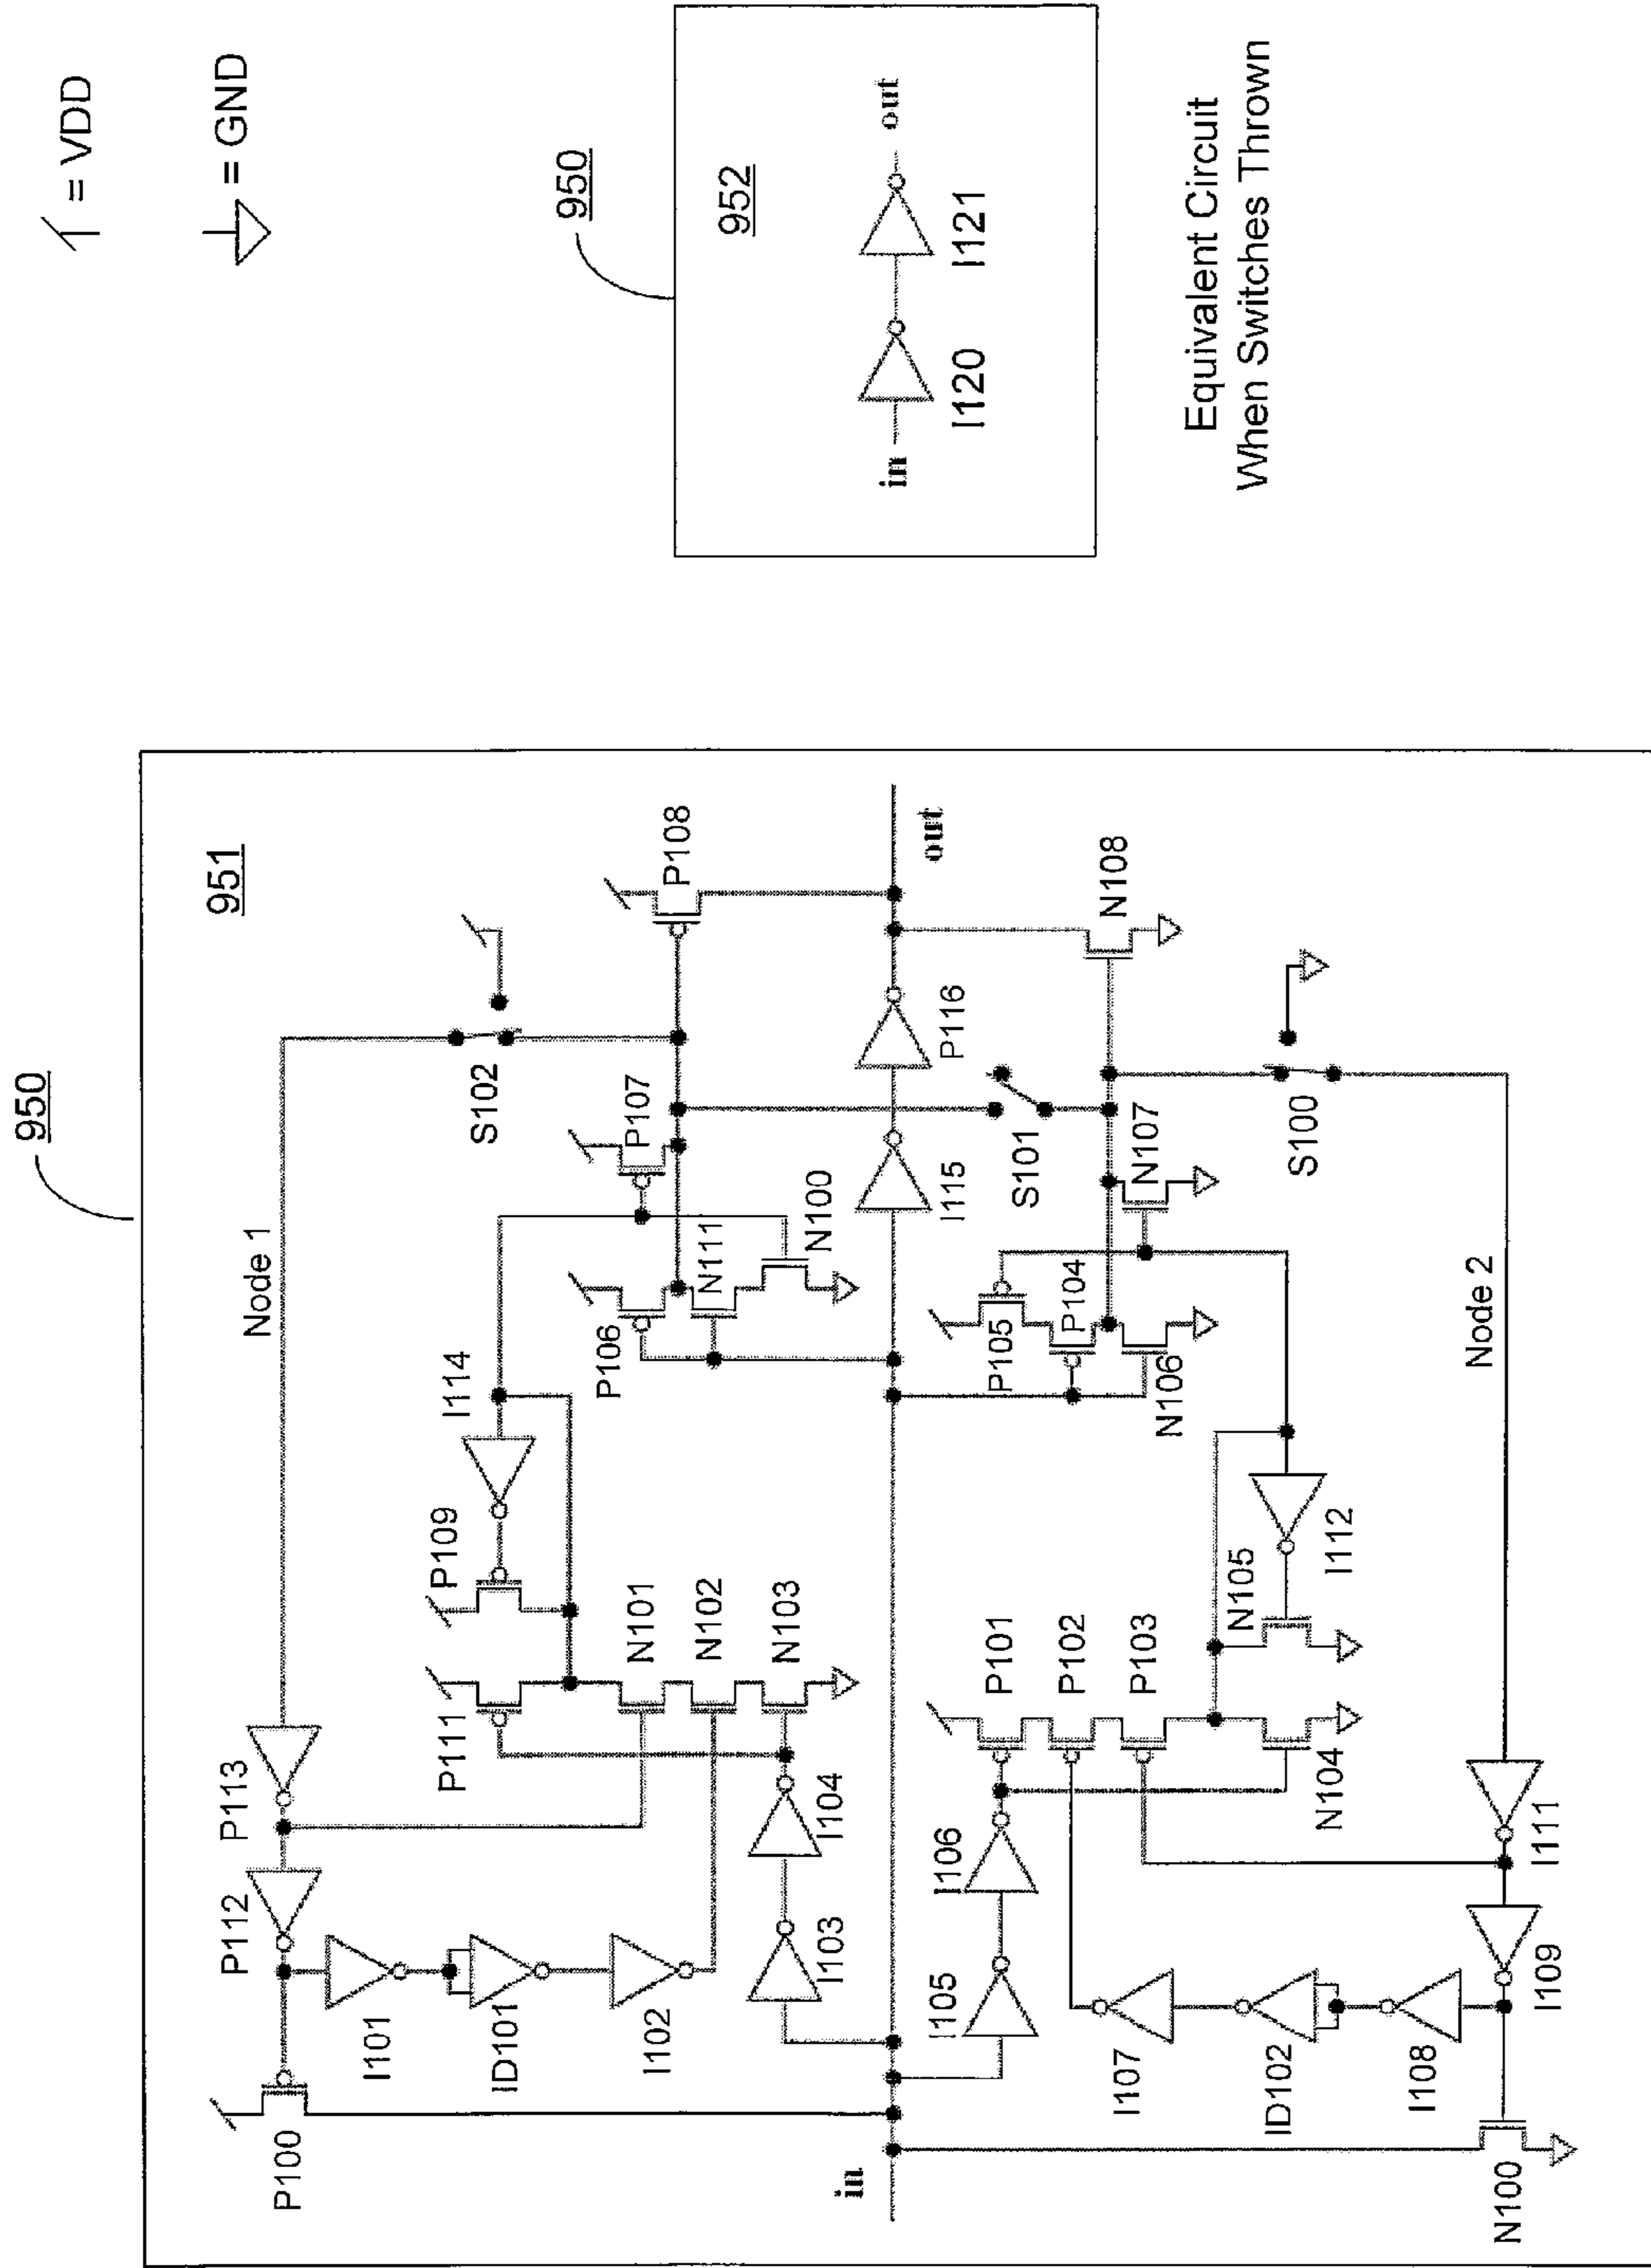 950
951
Node 1
S102
P108
P107
P106
N111
N100
I114
P109
P113
P112
P111
N101
N102
N103
I101
ID101
I102
I103
I104
P100
in
I115
P116
out
S101
N108
P105
P104
N106
N107
S100
Node 2
I105
I106
P101
P102
P103
N104
N105
I112
I107
ID102
I108
I109
I111
N100
= VDD
= GND
950
952
in
I120
I121
out
Equivalent Circuit
When Switches Thrown